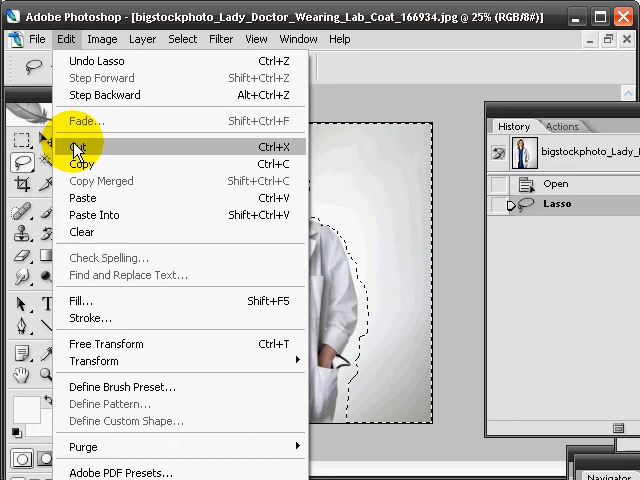 Adobe Photoshop - [bigstockphoto_Lady_Doctor_Wearing_Lab_Coat_166934.jpg @ 25% (RGB/8#)]
File Edit Image Layer Select Filter View Window Help
Undo Lasso Ctrl+Z
Step Forward Shift+Ctrl+Z
Step Backward Alt+Ctrl+Z
Fade... Shift+Ctrl+F
Cut Ctrl+X
Copy Ctrl+C
Copy Merged Shift+Ctrl+C
Paste Ctrl+V
Paste Into Shift+Ctrl+V
Clear
Check Spelling...
Find and Replace Text...
Fill... Shift+F5
Stroke...
Free Transform Ctrl+T
Transform
Define Brush Preset...
Define Pattern...
Define Custom Shape...
Purge
Adobe PDF Presets...
History Actions
bigstockphoto_Lady_
Open
Lasso
Navigator